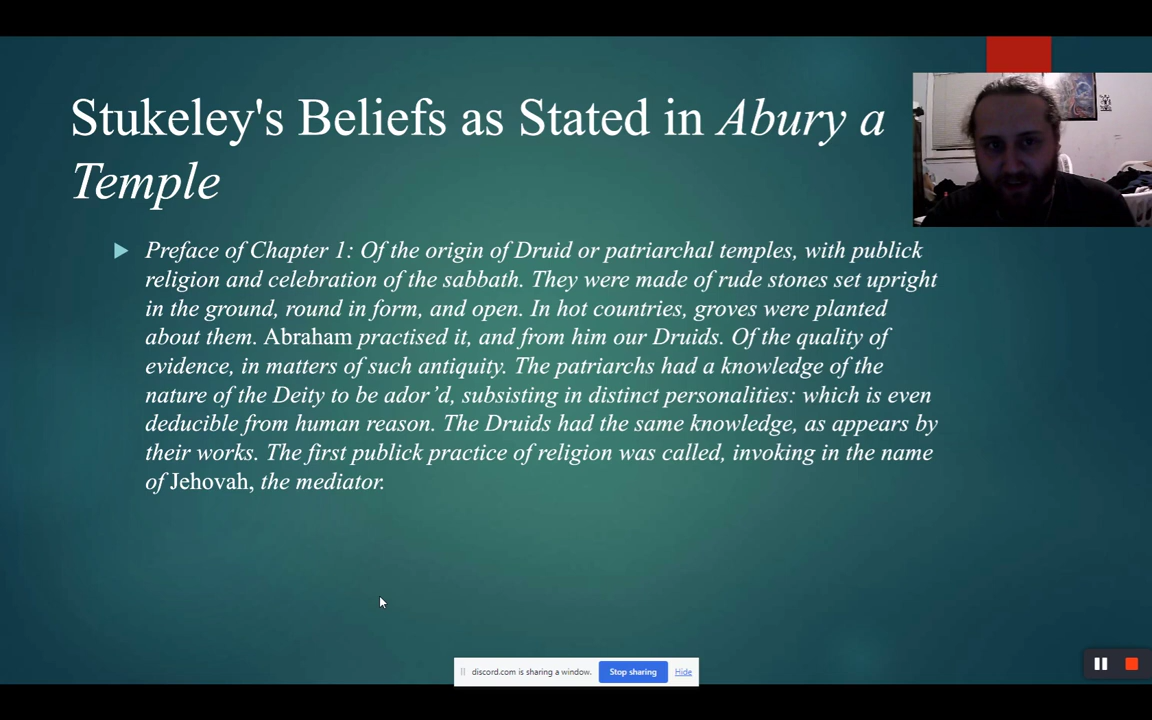 Stukeley's Beliefs as Stated in Abury a
Temple
Preface of Chapter 1: Of the origin of Druid or patriarchal temples, with publick
religion and celebration of the sabbath. They were made of rude stones set upright
in the ground, round in form, and open. In hot countries, groves were planted
about them. Abraham practised it, and from him our Druids. Of the quality of
evidence, in matters of such antiquity. The patriarchs had a knowledge of the
nature of the Deity to be ador’d, subsisting in distinct personalities: which is even
deducible from human reason. The Druids had the same knowledge, as appears by
their works. The first publick practice of religion was called, invoking in the name
of Jehovah, the mediator.
discord.com is sharing a window. Stop sharing Hide